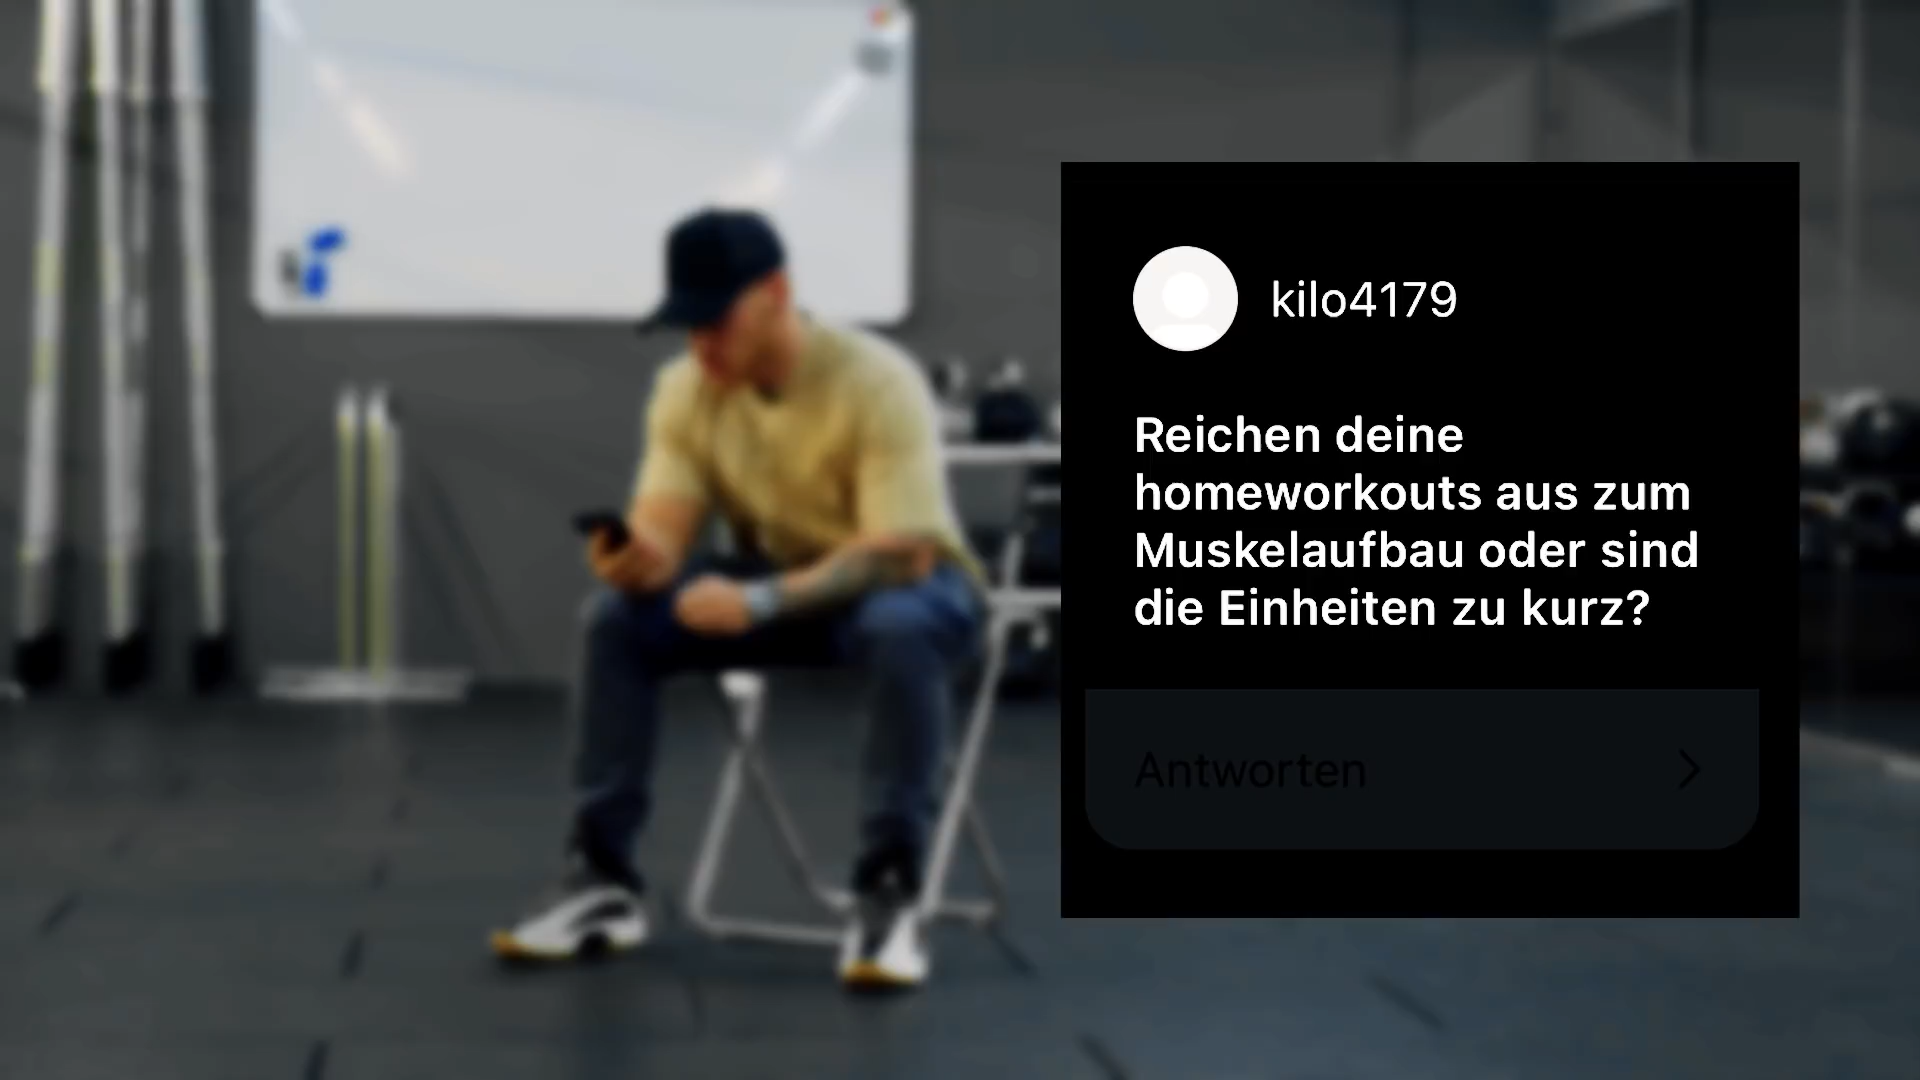 kilo4179
Reichen deine
homeworkouts aus zum
Muskelaufbau oder sind
die Einheiten zu kurz?
Antworten